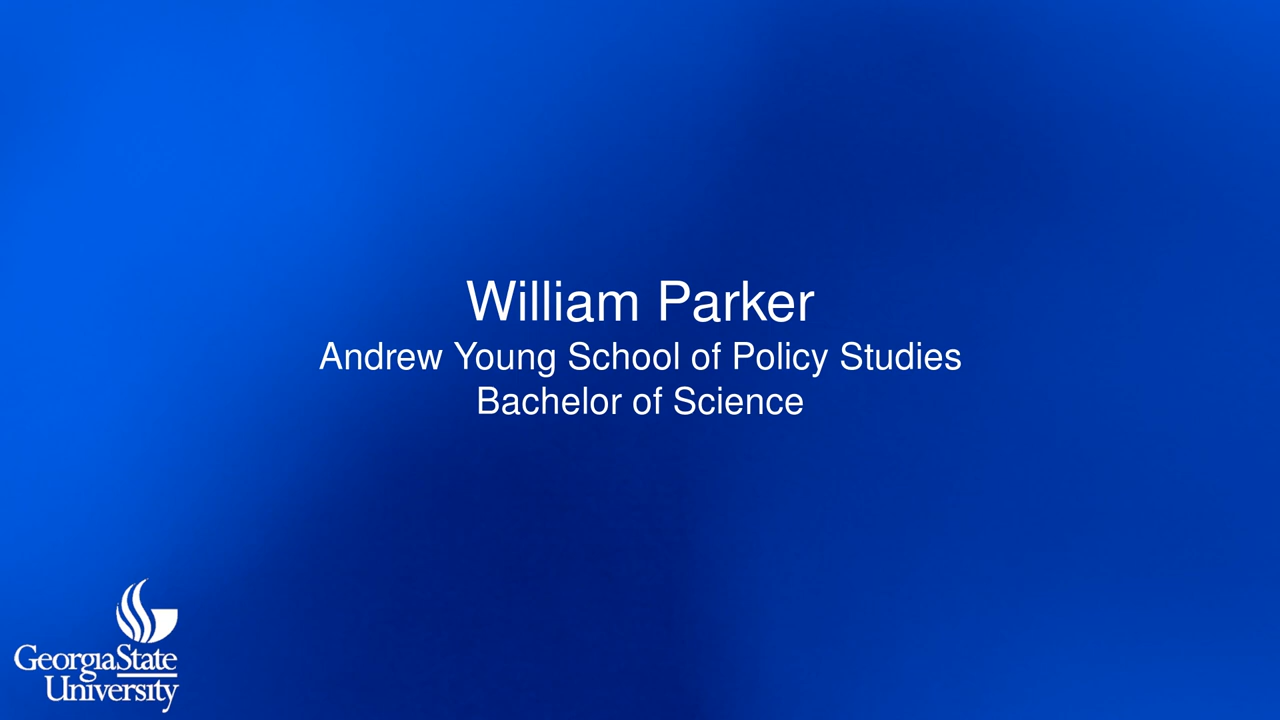 William Parker
Andrew Young School of Policy Studies
Bachelor of Science
GeorgiaState
University